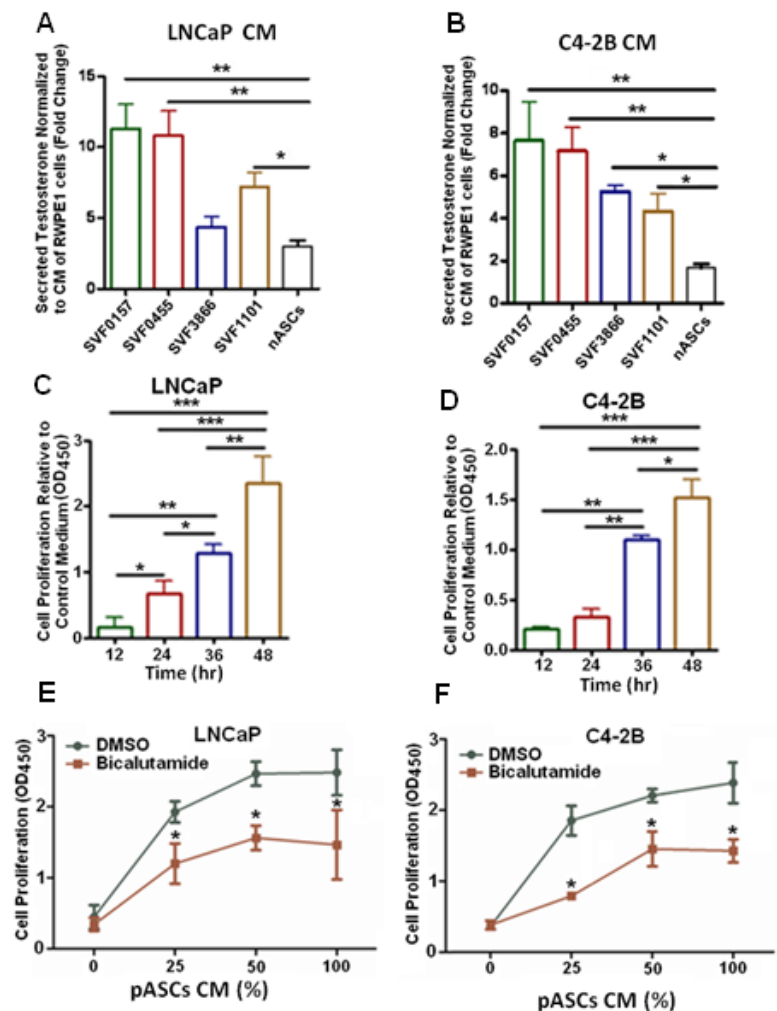 A
LNCaP CM
Secreted Testosterone Normalized
to CM of RWPE1 cells (Fold Change)
15
10
5
0
**
**
*
SVF0157
SVF0455
SVF3866
SVF1101
nASCs
B
C4-2B CM
Secreted Testosterone Normalized
to CM of RWPE1 cells (Fold Change)
10
8
6
4
2
0
**
**
*
*
SVF0157
SVF0455
SVF3866
SVF1101
nASCs
C
LNCaP
Cell Proliferation Relative to
Control Medium (OD450)
3
2
1
0
***
***
**
**
*
*
12 24 36 48
Time (hr)
D
C4-2B
Cell Proliferation Relative to
Control Medium (OD450)
2.0
1.5
1.0
0.5
0.0
***
***
*
**
**
12 24 36 48
Time (hr)
E
LNCaP
DMSO
Bicalutamide
Cell Proliferation (OD450)
3
2
1
0
* * *
0 25 50 100
pASCs CM (%)
F
C4-2B
DMSO
Bicalutamide
Cell Proliferation (OD450)
3
2
1
0
* * *
0 25 50 100
pASCs CM (%)